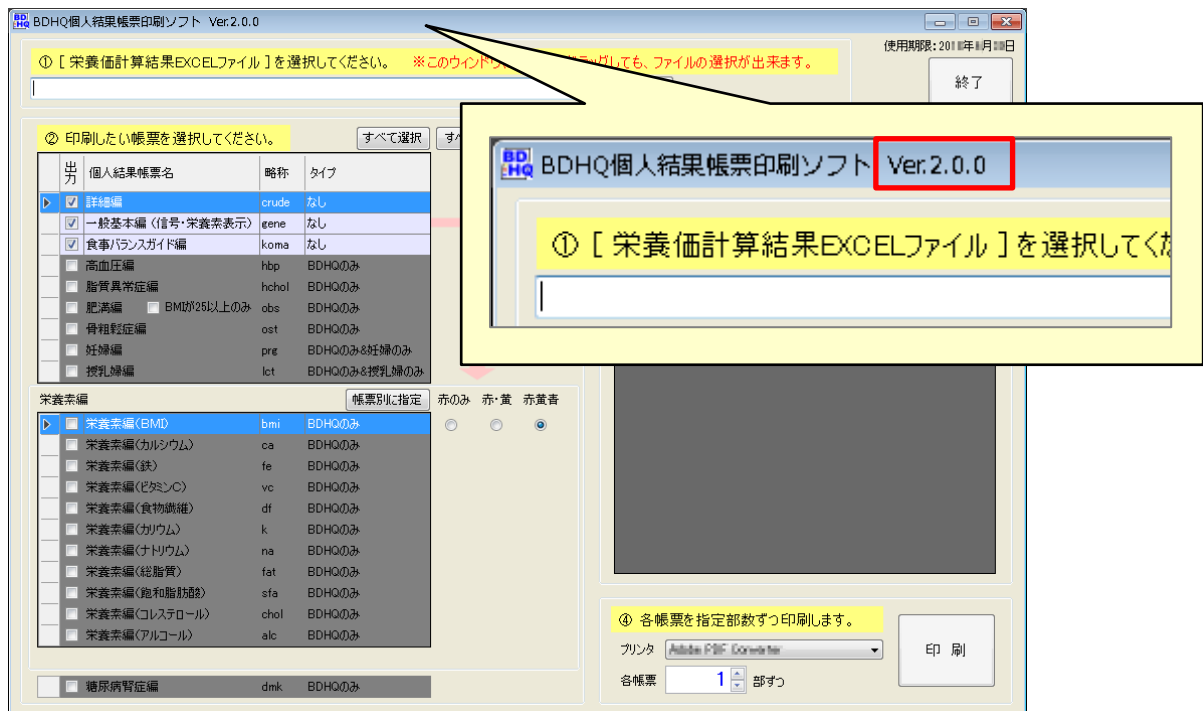 BDHQ個人結果帳票印刷ソフト Ver.2.0.0
使用期限：201 年 月 日
① [ 栄養価計算結果EXCELファイル ] を選択してください。 ※このウィンドウ しても、ファイルの選択が出来ます。
終了
② 印刷したい帳票を選択してください。 すべて選択 すべ
出力 個人結果帳票名 略称 タイプ
詳細編 crude なし
一般基本編（信号・栄養素表示） gene なし
食事バランスガイド編 koma なし
高血圧編 hbp BDHQのみ
脂質異常症編 hchol BDHQのみ
肥満編 BMIが25以上のみ obs BDHQのみ
骨粗鬆症編 ost BDHQのみ
妊婦編 prg BDHQのみ&妊婦のみ
授乳婦編 lct BDHQのみ&授乳婦のみ
BDHQ個人結果帳票印刷ソフト Ver.2.0.0
① [ 栄養価計算結果EXCELファイル ] を選択してくだ
栄養素編 帳票別に指定 赤のみ 赤・黄 赤黄青
栄養素編(BMI) bmi BDHQのみ
栄養素編(カルシウム) ca BDHQのみ
栄養素編(鉄) fe BDHQのみ
栄養素編(ビタミンC) vc BDHQのみ
栄養素編(食物繊維) df BDHQのみ
栄養素編(カリウム) k BDHQのみ
栄養素編(ナトリウム) na BDHQのみ
栄養素編(総脂質) fat BDHQのみ
栄養素編(飽和脂肪酸) sfa BDHQのみ
栄養素編(コレステロール) chol BDHQのみ
栄養素編(アルコール) alc BDHQのみ
糖尿病腎症編 dmk BDHQのみ
④ 各帳票を指定部数ずつ印刷します。
プリンタ Adobe PDF Converter
各帳票 1 部ずつ
印 刷